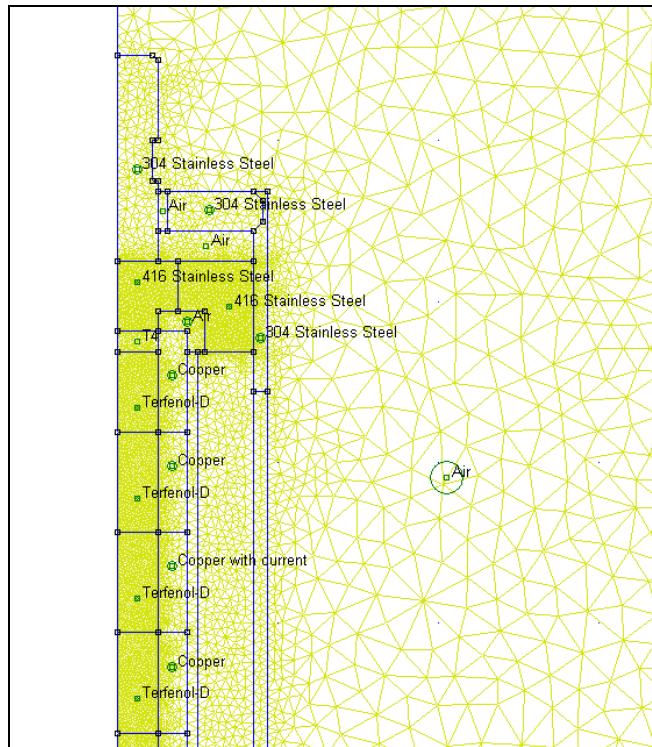 304 Stainless Steel
Air
304 Stainless Steel
Air
416 Stainless Steel
416 Stainless Steel
Air
304 Stainless Steel
T4
Copper
Terfenol-D
Copper
Air
Terfenol-D
Copper with current
Terfenol-D
Copper
Terfenol-D